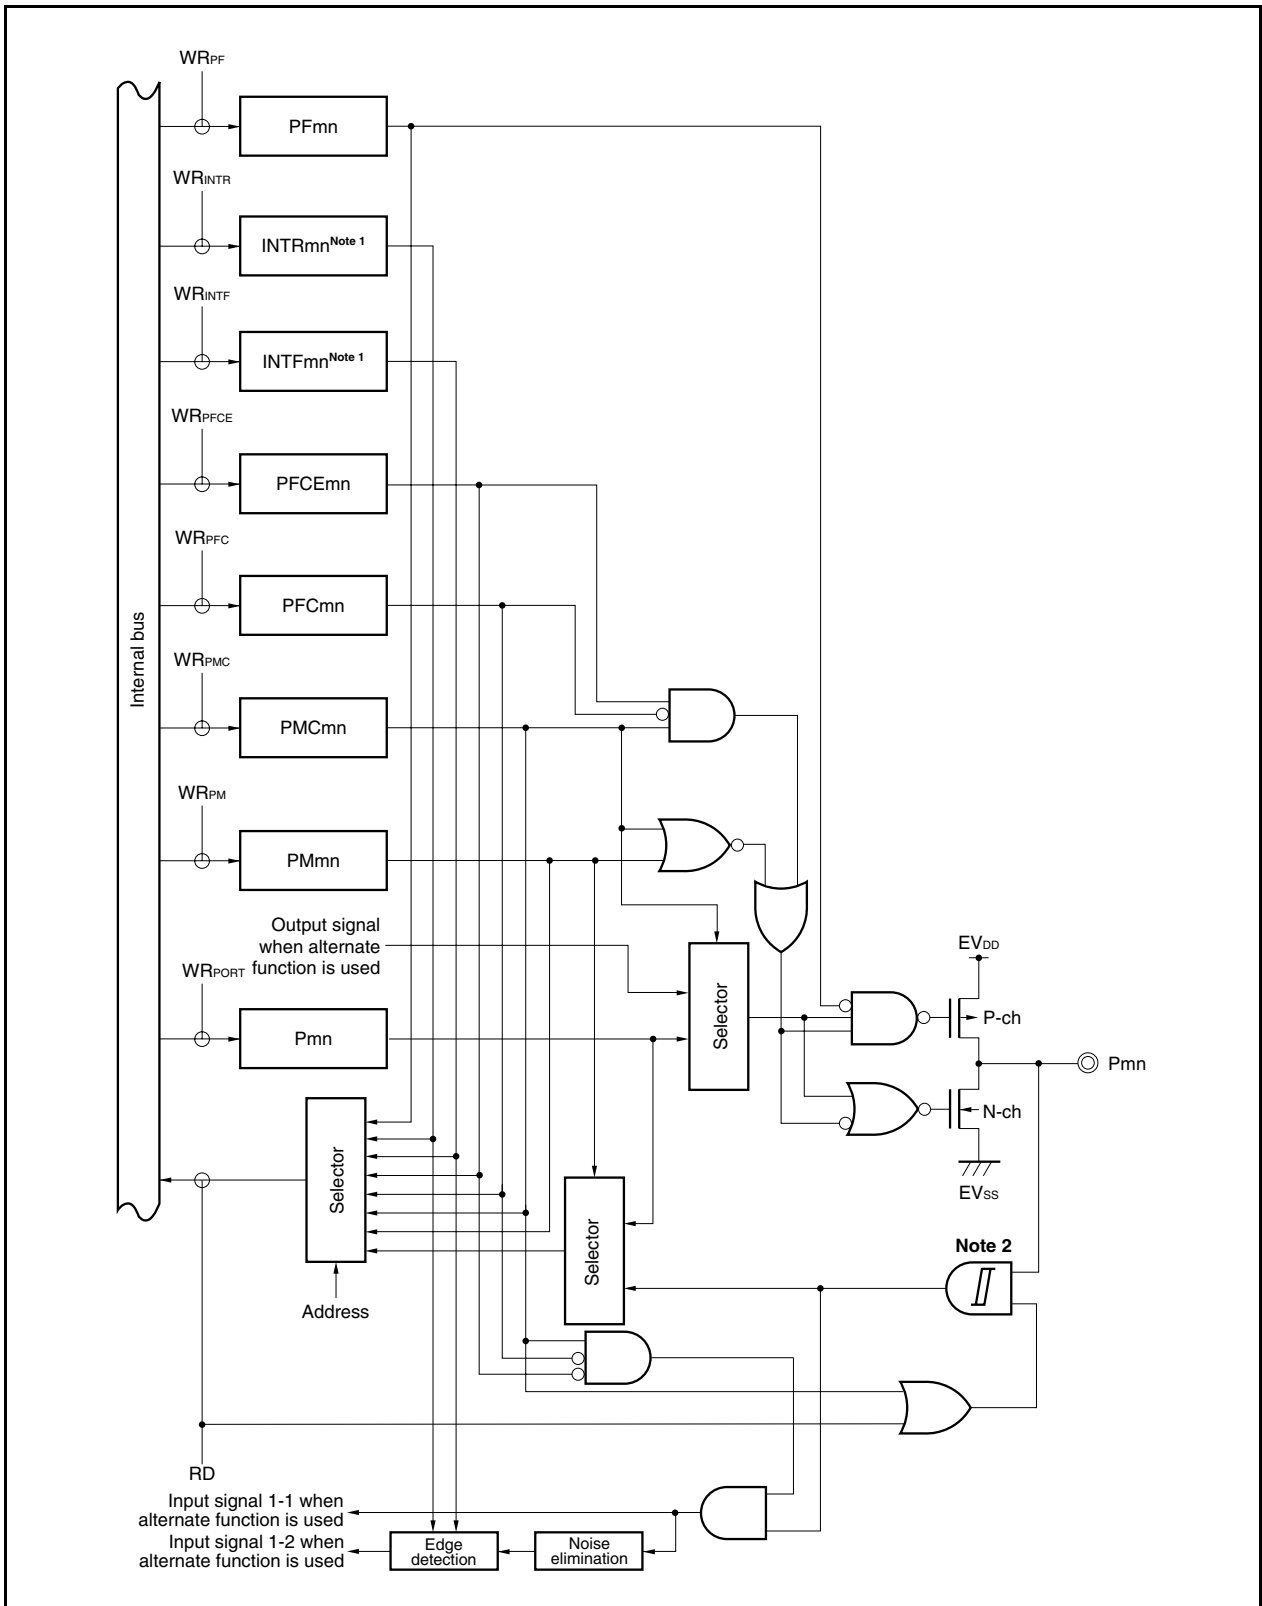 WRPF
PFmn
WRINTR
INTRmnNote 1
WRINTF
INTFmnNote 1
WRPFCE
PFCEmn
WRPFC
PFCmn
Internal bus
WRPMC
PMCmn
WRPM
PMmn
Output signal
when alternate
function is used
WRPORT
Pmn
Selector
EVDD
P-ch
Pmn
N-ch
EVSS
Selector
Selector
Note 2
Address
RD
Input signal 1-1 when
alternate function is used
Input signal 1-2 when
alternate function is used
Edge
detection
Noise
elimination